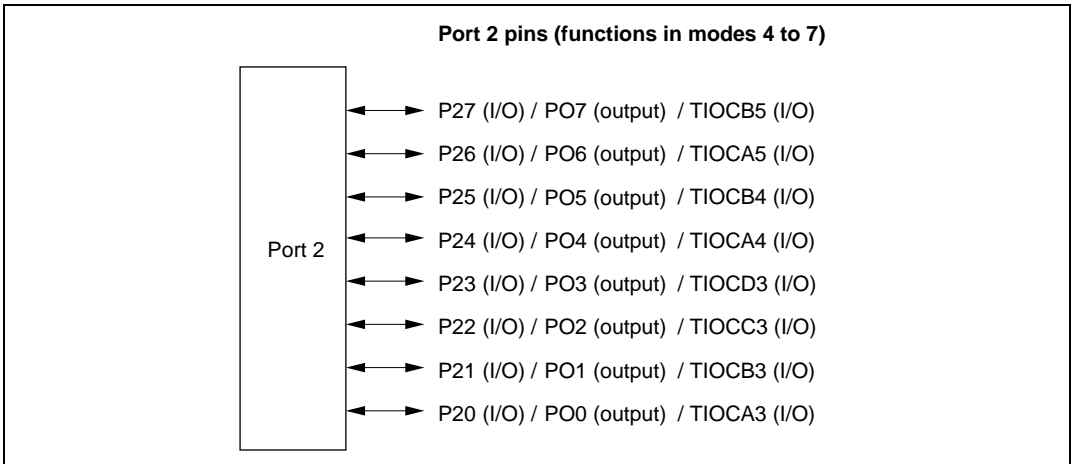 Port 2 pins (functions in modes 4 to 7)
Port 2
P27 (I/O) / PO7 (output) / TIOCB5 (I/O)
P26 (I/O) / PO6 (output) / TIOCA5 (I/O)
P25 (I/O) / PO5 (output) / TIOCB4 (I/O)
P24 (I/O) / PO4 (output) / TIOCA4 (I/O)
P23 (I/O) / PO3 (output) / TIOCD3 (I/O)
P22 (I/O) / PO2 (output) / TIOCC3 (I/O)
P21 (I/O) / PO1 (output) / TIOCB3 (I/O)
P20 (I/O) / PO0 (output) / TIOCA3 (I/O)